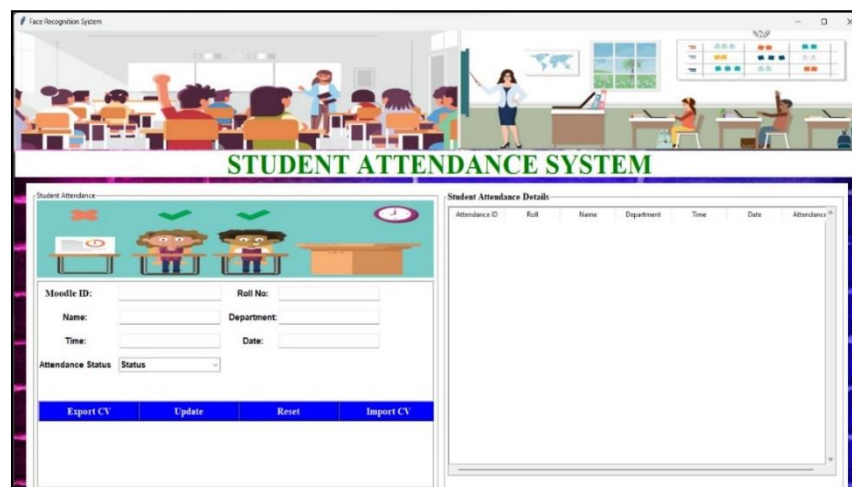 Face Recognition System
STUDENT ATTENDANCE SYSTEM
Student Attendance
Moodle ID: Roll No:
Name: Department:
Time: Date:
Attendance Status Status
Export CV Update Reset Import CV
Student Attendance Details
Attendance ID Roll Name Department Time Date Attendance